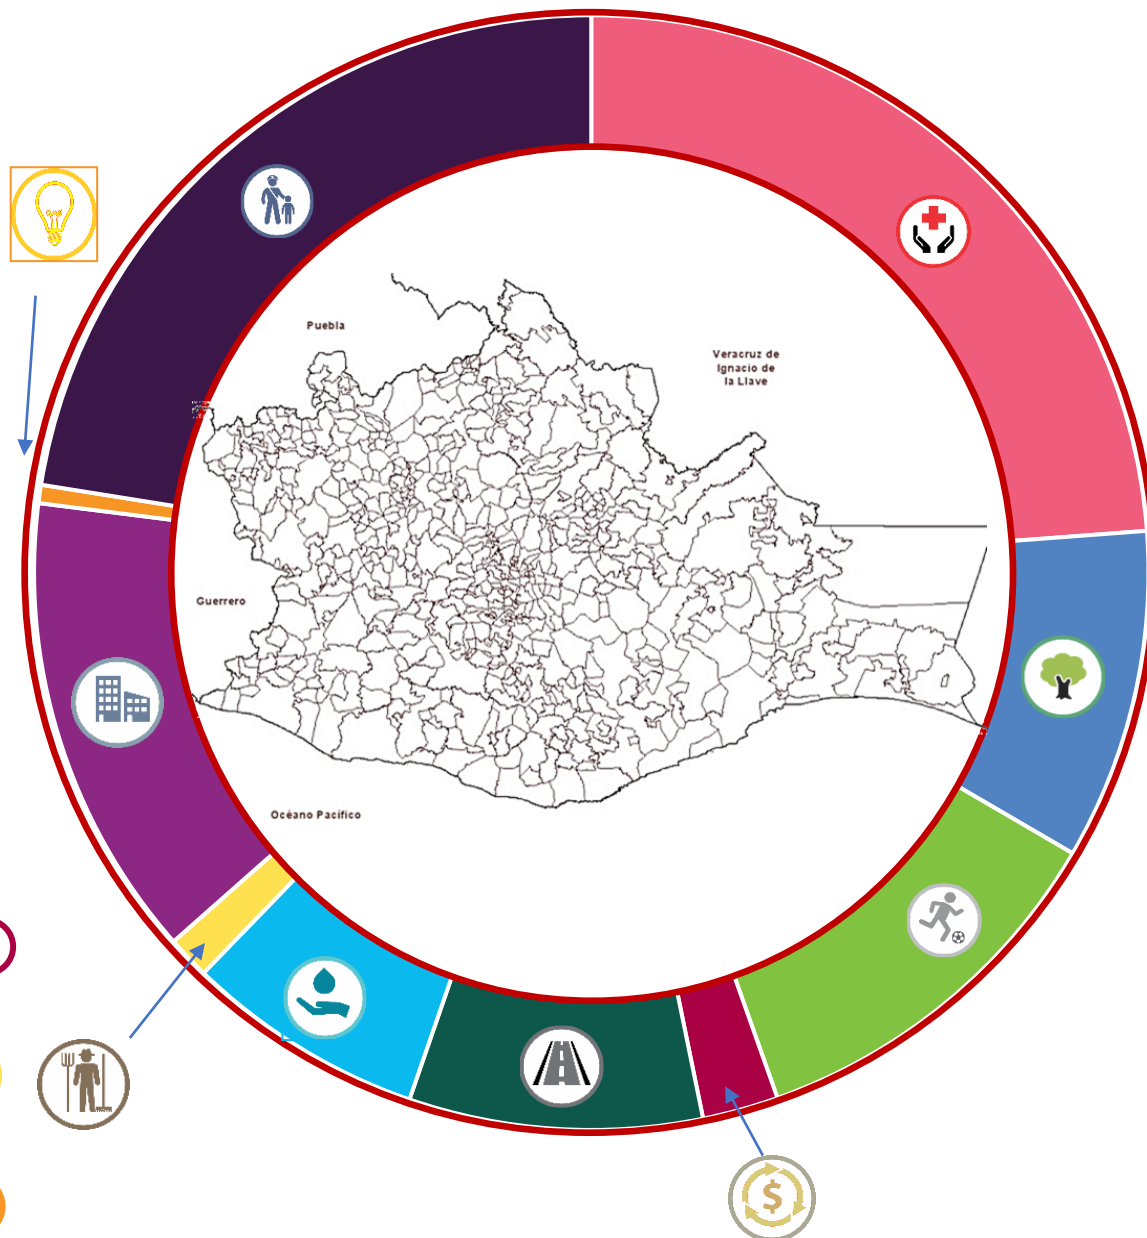 Puebla
Veracruz de
Ignacio de
la Llave
Guerrero
Océano Pacífico
$